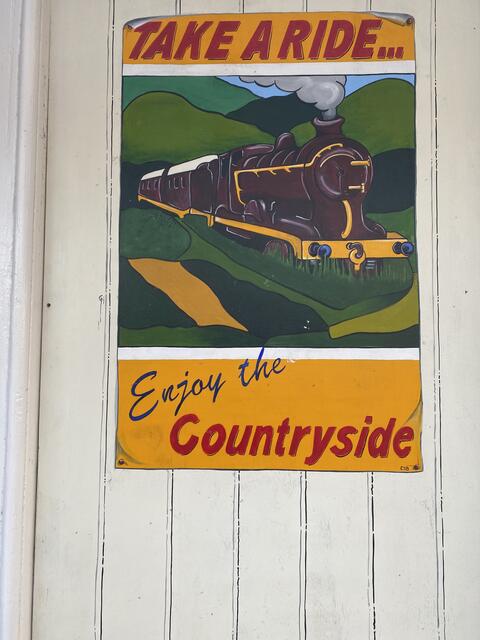 TAKE A RIDE...
Enjoy the
Countryside